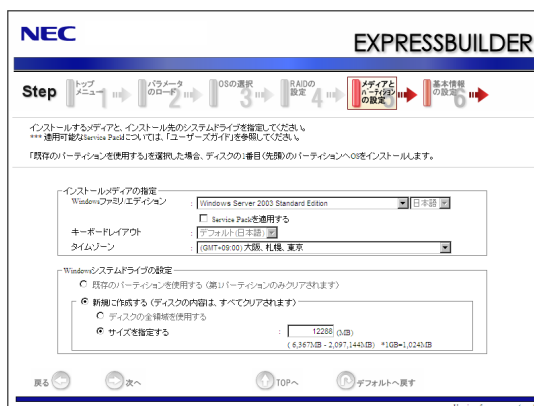 NEC
EXPRESSBUILDER
Step
トップメニュー 1
パラメータのロード 2
OSの選択 3
RAIDの設定 4
メディアとパーティションの設定 5
基本情報の設定 6
インストールするメディアと、インストール先のシステムドライブを指定してください。
*** 適用可能なService Packについては、「ユーザーズガイド」を参照してください。
「既存のパーティションを使用する」を選択した場合、ディスクの1番目(先頭)のパーティションへOSをインストールします。
インストールメディアの指定
Windowsファミリ/エディション : Windows Server 2003 Standard Edition 日本語
Service Packを適用する
キーボードレイアウト : デフォルト(日本語)
タイムゾーン : (GMT+09:00) 大阪、札幌、東京
Windowsシステムドライブの設定
既存のパーティションを使用する (第1パーティションのみクリアされます)
新規に作成する (ディスクの内容は、すべてクリアされます)
ディスクの全領域を使用する
サイズを指定する : 12288 (MB)
( 6,367MB - 2,097,144MB) *1GB=1,024MB
戻る 次へ TOPへ デフォルトへ戻す